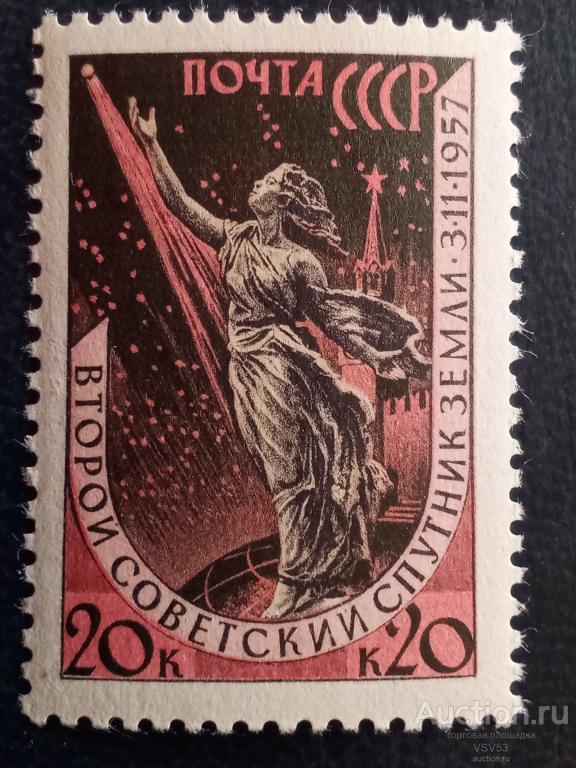 ПОЧТА СССР
ВТОРОЙ СОВЕТСКИЙ СПУТНИК ЗЕМЛИ · 3·11·1957
20К К20
Auction.ru
торговая площадка
VSV53
auction.ru